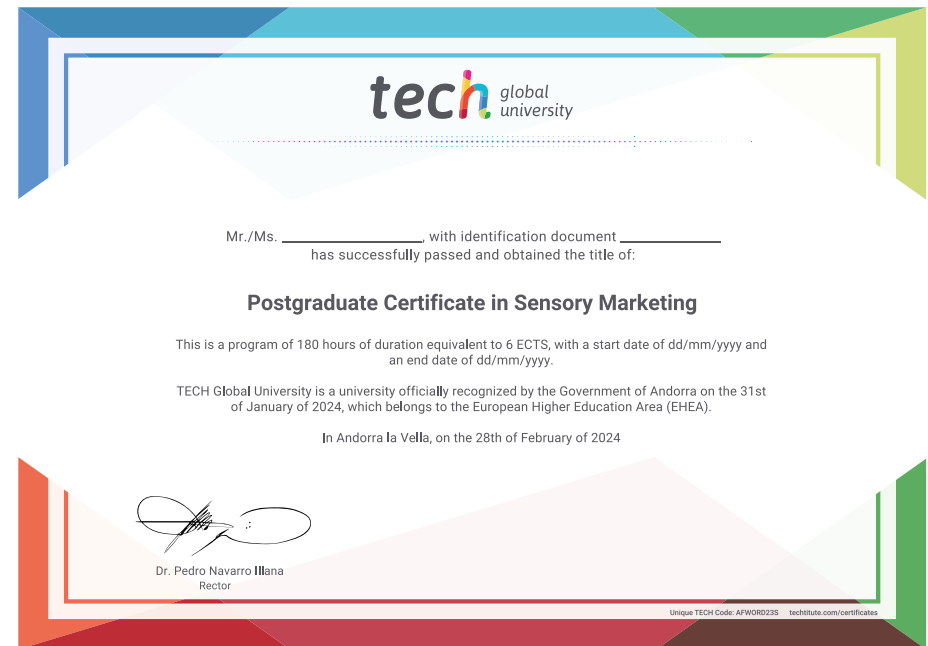 tech global
university
Mr./Ms. ____________, with identification document ____________
has successfully passed and obtained the title of:
Postgraduate Certificate in Sensory Marketing
This is a program of 180 hours of duration equivalent to 6 ECTS, with a start date of dd/mm/yyyy and
an end date of dd/mm/yyyy.
TECH Global University is a university officially recognized by the Government of Andorra on the 31st
of January of 2024, which belongs to the European Higher Education Area (EHEA).
In Andorra la Vella, on the 28th of February of 2024
Dr. Pedro Navarro Illana
Rector
Unique TECH Code: AFWORD23S techtitute.com/certificates